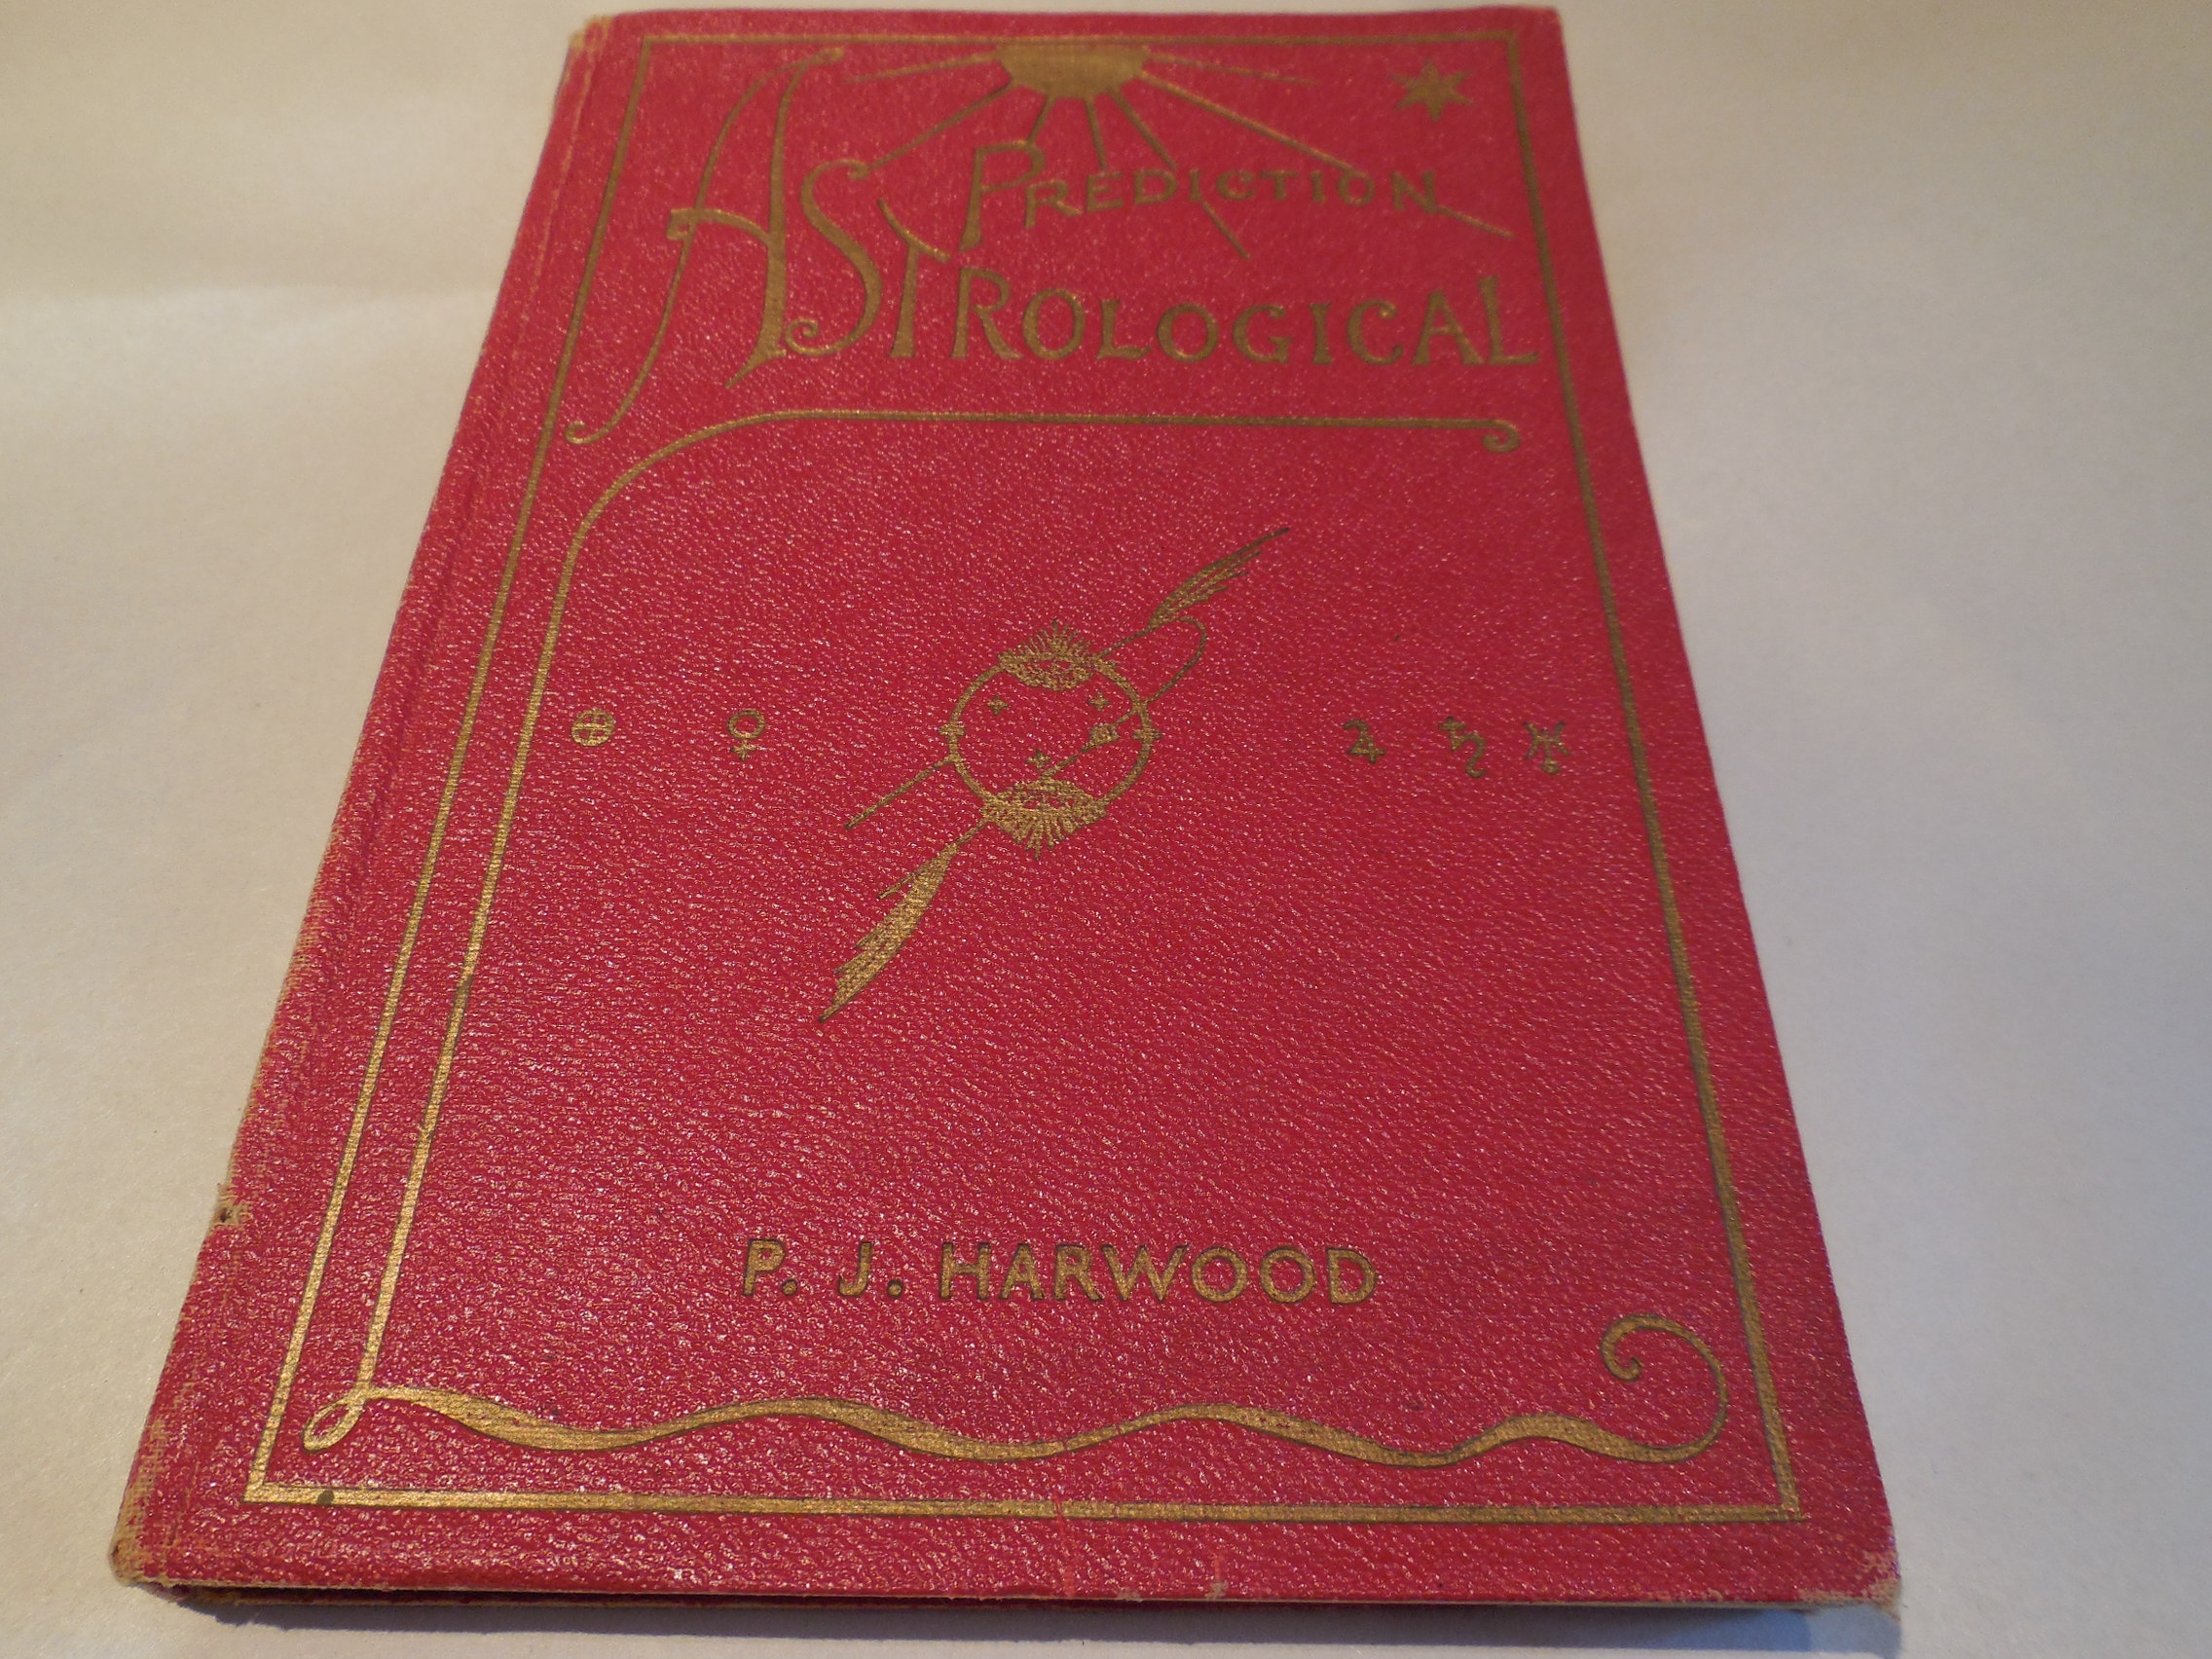 PREDICTION
ASTROLOGICAL
P. J. HARWOOD